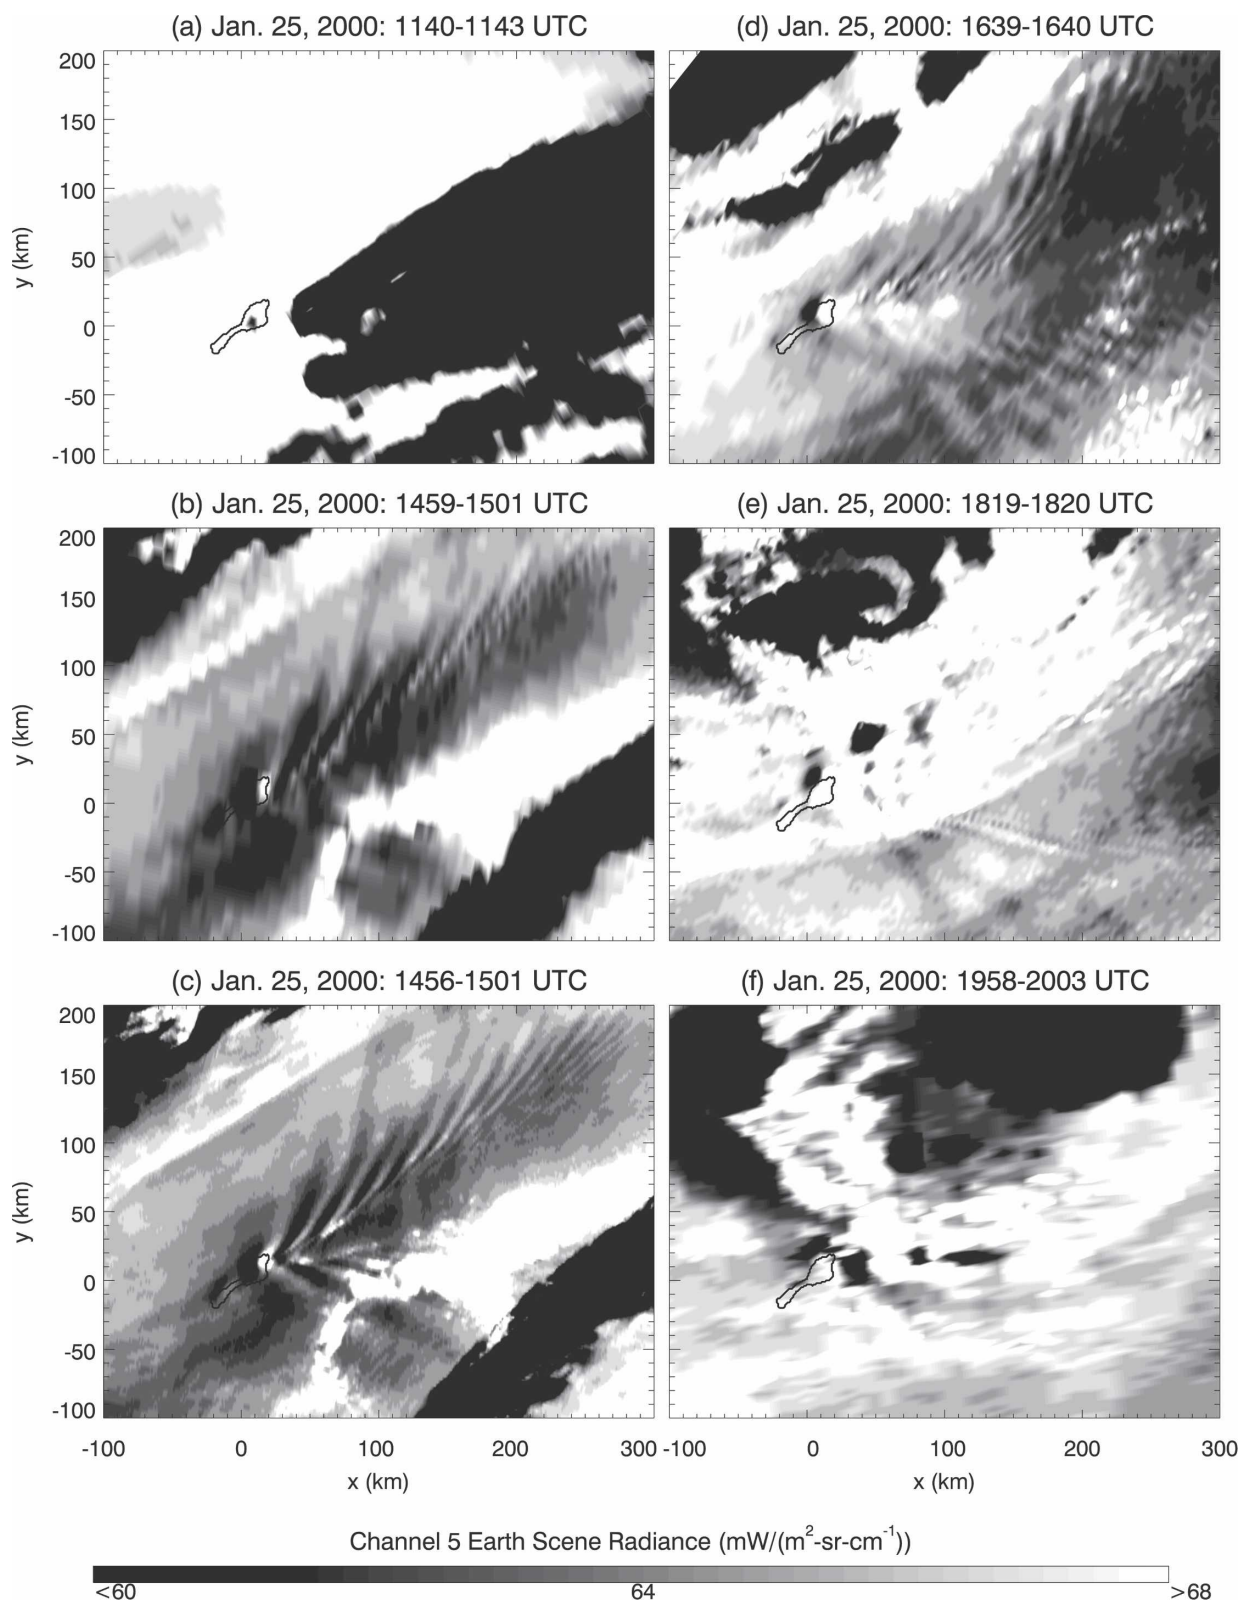 (a) Jan. 25, 2000: 1140-1143 UTC
(d) Jan. 25, 2000: 1639-1640 UTC
200
150
100
50
0
-50
-100
y (km)
(b) Jan. 25, 2000: 1459-1501 UTC
(e) Jan. 25, 2000: 1819-1820 UTC
200
150
100
50
0
-50
-100
y (km)
(c) Jan. 25, 2000: 1456-1501 UTC
(f) Jan. 25, 2000: 1958-2003 UTC
200
150
100
50
0
-50
-100
y (km)
-100 0 100 200 300
-100 0 100 200 300
x (km)
x (km)
Channel 5 Earth Scene Radiance (mW/(m²-sr-cm⁻¹))
<60 64 >68